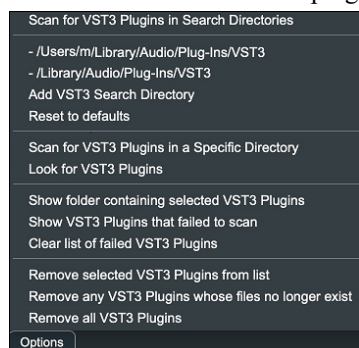 Scan for VST3 Plugins in Search Directories
- /Users/m/Library/Audio/Plug-Ins/VST3
- /Library/Audio/Plug-Ins/VST3
Add VST3 Search Directory
Reset to defaults
Scan for VST3 Plugins in a Specific Directory
Look for VST3 Plugins
Show folder containing selected VST3 Plugins
Show VST3 Plugins that failed to scan
Clear list of failed VST3 Plugins
Remove selected VST3 Plugins from list
Remove any VST3 Plugins whose files no longer exist
Remove all VST3 Plugins
Options